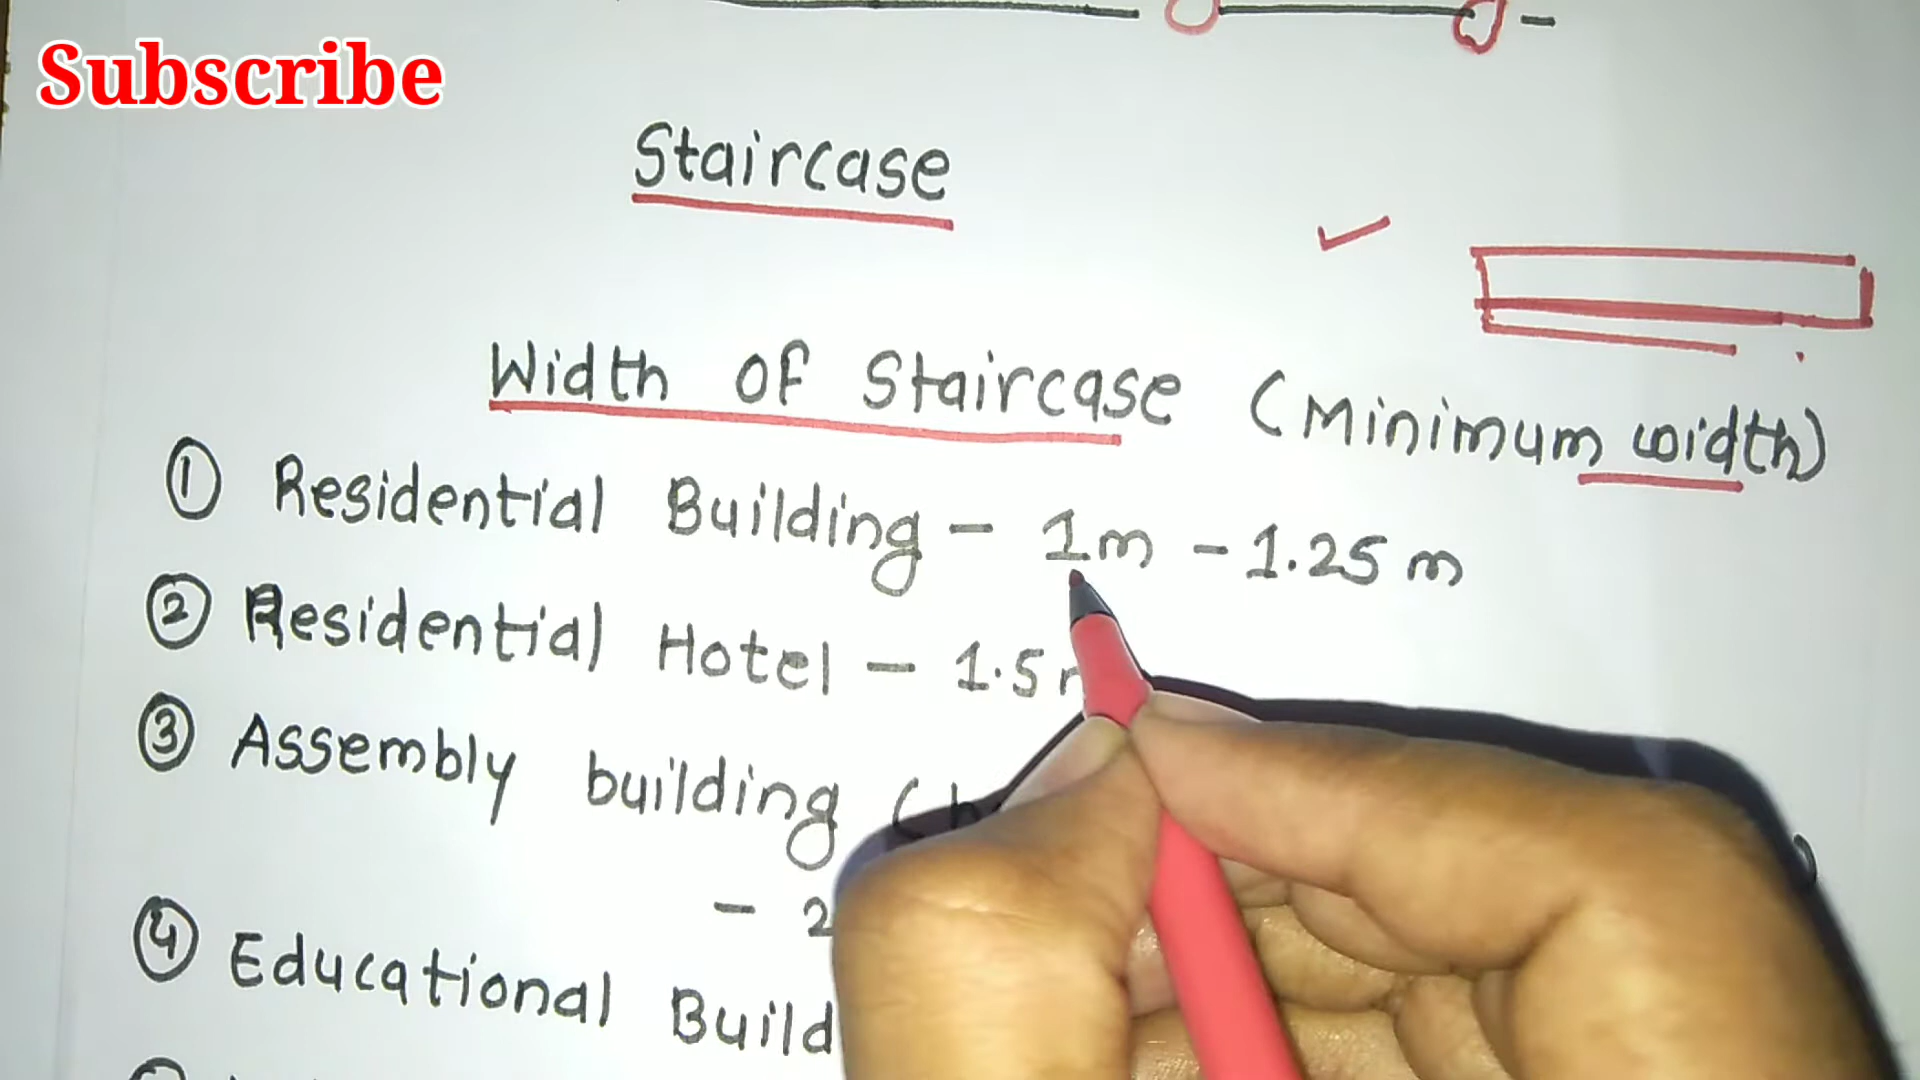 Subscribe
Staircase
Width of Staircase (Minimum width)
① Residential Building - 1m - 1.25 m
② Residential Hotel - 1.5
③ Assembly building (
- 2
④ Educational Build